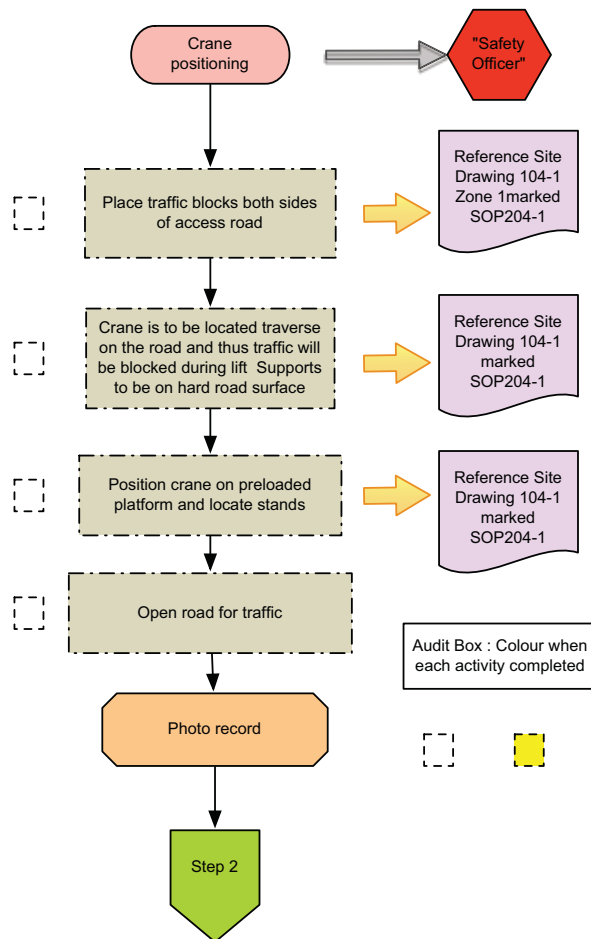 Crane
positioning
"Safety
Officer"
Place traffic blocks both sides
of access road
Reference Site
Drawing 104-1
Zone 1marked
SOP204-1
Crane is to be located traverse
on the road and thus traffic will
be blocked during lift  Supports
to be on hard road surface
Reference Site
Drawing 104-1
marked
SOP204-1
Position crane on preloaded
platform and locate stands
Reference Site
Drawing 104-1
marked
SOP204-1
Open road for traffic
Audit Box : Colour when
each activity completed
Photo record
Step 2